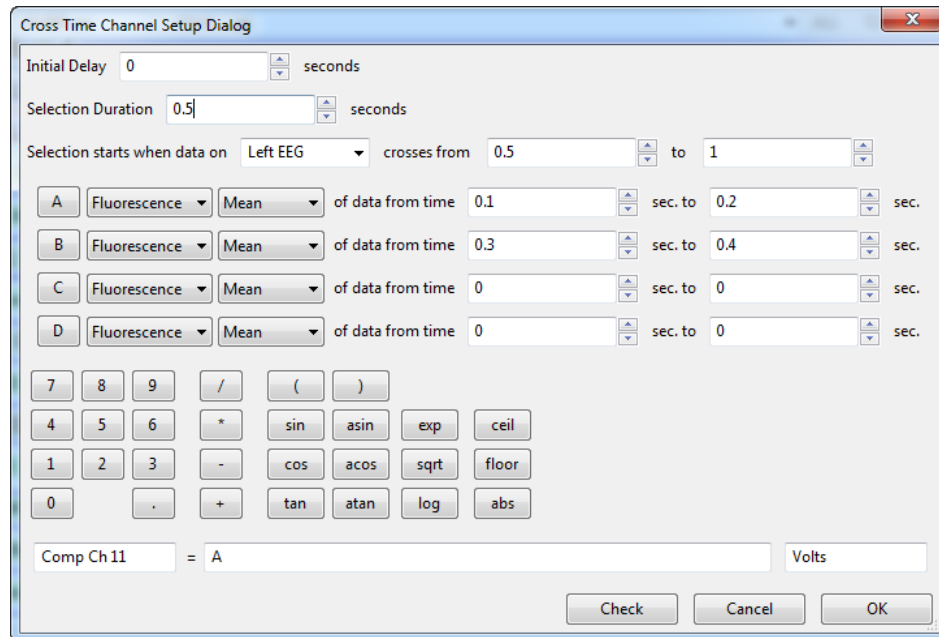 Cross Time Channel Setup Dialog
Initial Delay 0 seconds
Selection Duration 0.5 seconds
Selection starts when data on Left EEG crosses from 0.5 to 1
A Fluorescence Mean of data from time 0.1 sec. to 0.2 sec.
B Fluorescence Mean of data from time 0.3 sec. to 0.4 sec.
C Fluorescence Mean of data from time 0 sec. to 0 sec.
D Fluorescence Mean of data from time 0 sec. to 0 sec.
7 8 9 / ( )
4 5 6 * sin asin exp ceil
1 2 3 - cos acos sqrt floor
0 . + tan atan log abs
Comp Ch 11 = A Volts
Check Cancel OK